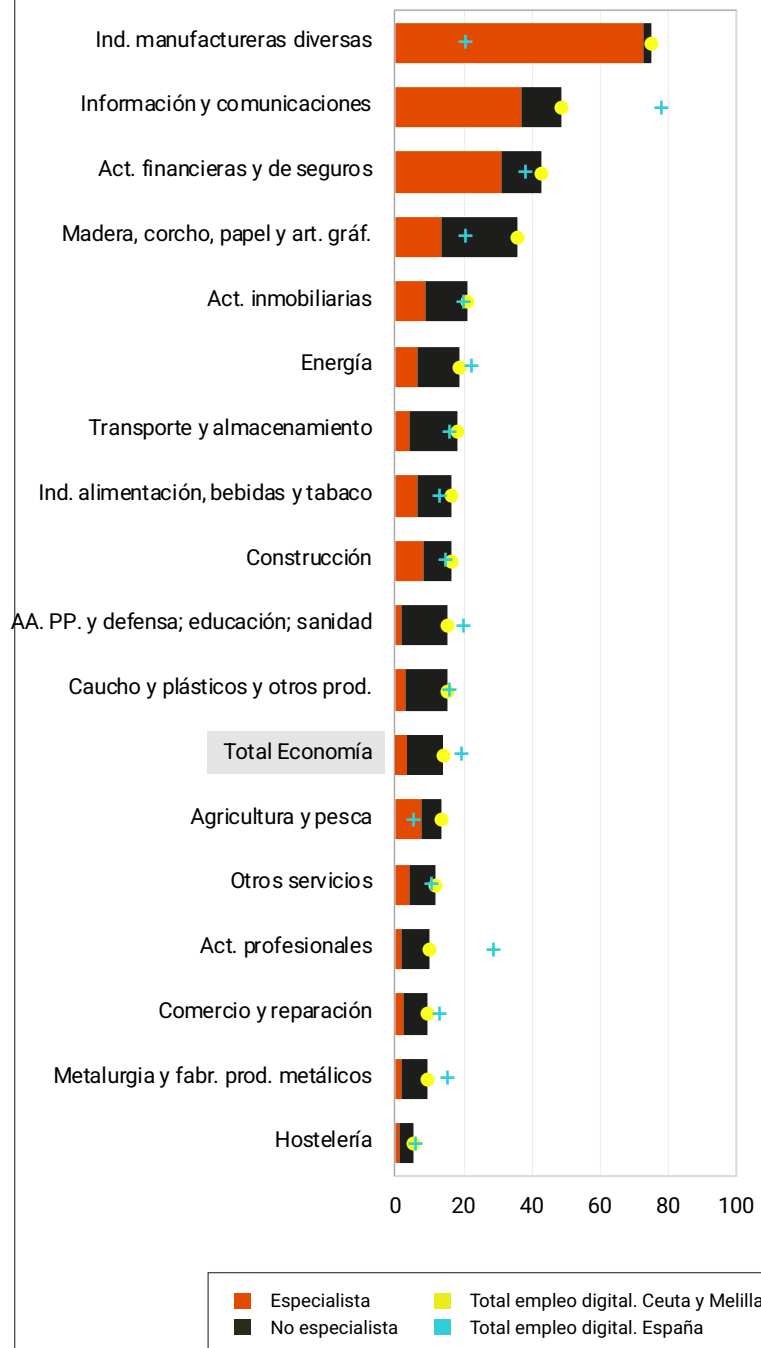 Ind. manufactureras diversas
Información y comunicaciones
Act. financieras y de seguros
Madera, corcho, papel y art. gráf.
Act. inmobiliarias
Energía
Transporte y almacenamiento
Ind. alimentación, bebidas y tabaco
Construcción
AA. PP. y defensa; educación; sanidad
Caucho y plásticos y otros prod.
Total Economía
Agricultura y pesca
Otros servicios
Act. profesionales
Comercio y reparación
Metalurgia y fabr. prod. metálicos
Hostelería
0 20 40 60 80 100
Especialista Total empleo digital. Ceuta y Melilla
No especialista Total empleo digital. España